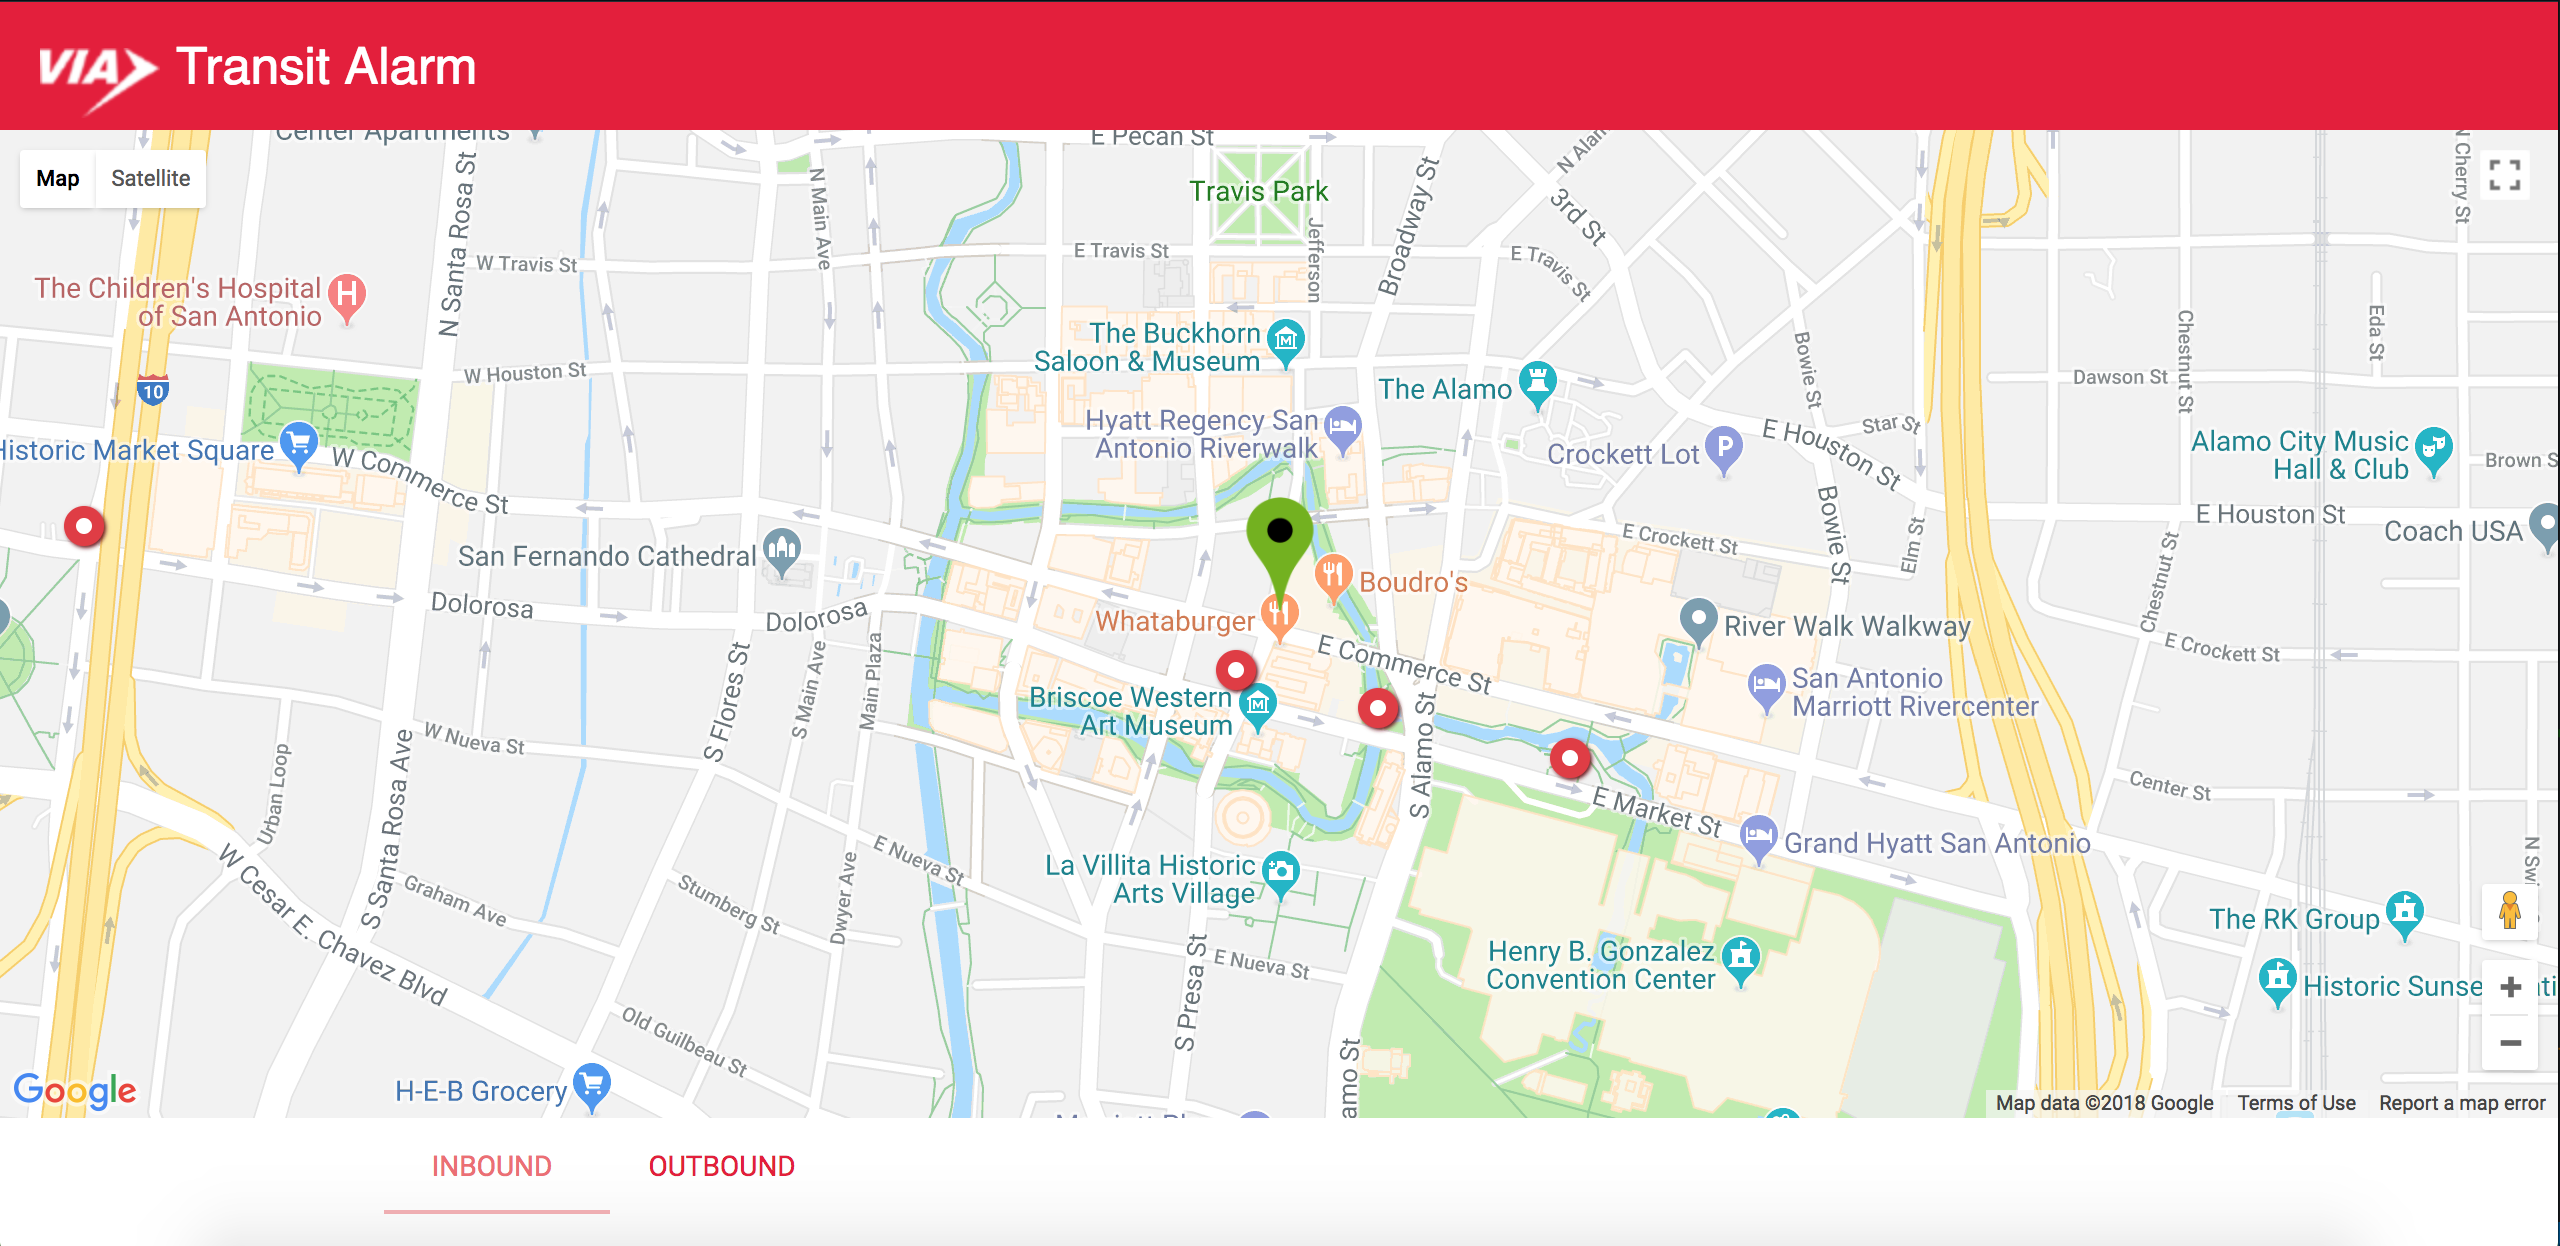 VIA Transit Alarm
Center Apartments
E Pecan St
Map
Satellite
Travis Park
Jefferson
Broadway St
N Alam
3rd St
N Cherry St
N Santa Rosa St
N Main Ave
W Travis St
E Travis St
E Travis St
The Children's Hospital
of San Antonio
The Buckhorn
Saloon & Museum
Eda St
Chestnut St
Bowie St
W Houston St
Dawson St
10
The Alamo
Hyatt Regency San
Antonio Riverwalk
Star St
E Houston St
Crockett Lot
Alamo City Music
Hall & Club
Brown S
Historic Market Square
W Commerce St
Bowie St
E Houston St
Coach USA
E Crockett St
Elm St
San Fernando Cathedral
Chestnut St
Boudro's
Dolorosa
Dolorosa
Whataburger
E Commerce St
River Walk Walkway
E Crockett St
Main Plaza
S Main Ave
S Flores St
San Antonio
Marriott Rivercenter
Briscoe Western
Art Museum
S Alamo St
W Nueva St
S Santa Rosa Ave
Urban Loop
Center St
E Market St
Grand Hyatt San Antonio
E Nueva St
N Swi
La Villita Historic
Arts Village
W Cesar E. Chavez Blvd
Graham Ave
Stumberg St
Dwyer Ave
The RK Group
Henry B. Gonzalez
Convention Center
E Nueva St
S Presa St
Historic Sunse
ti
Old Guilbeau St
amo St
H-E-B Grocery
Google
Map data ©2018 Google
Terms of Use
Report a map error
INBOUND
OUTBOUND